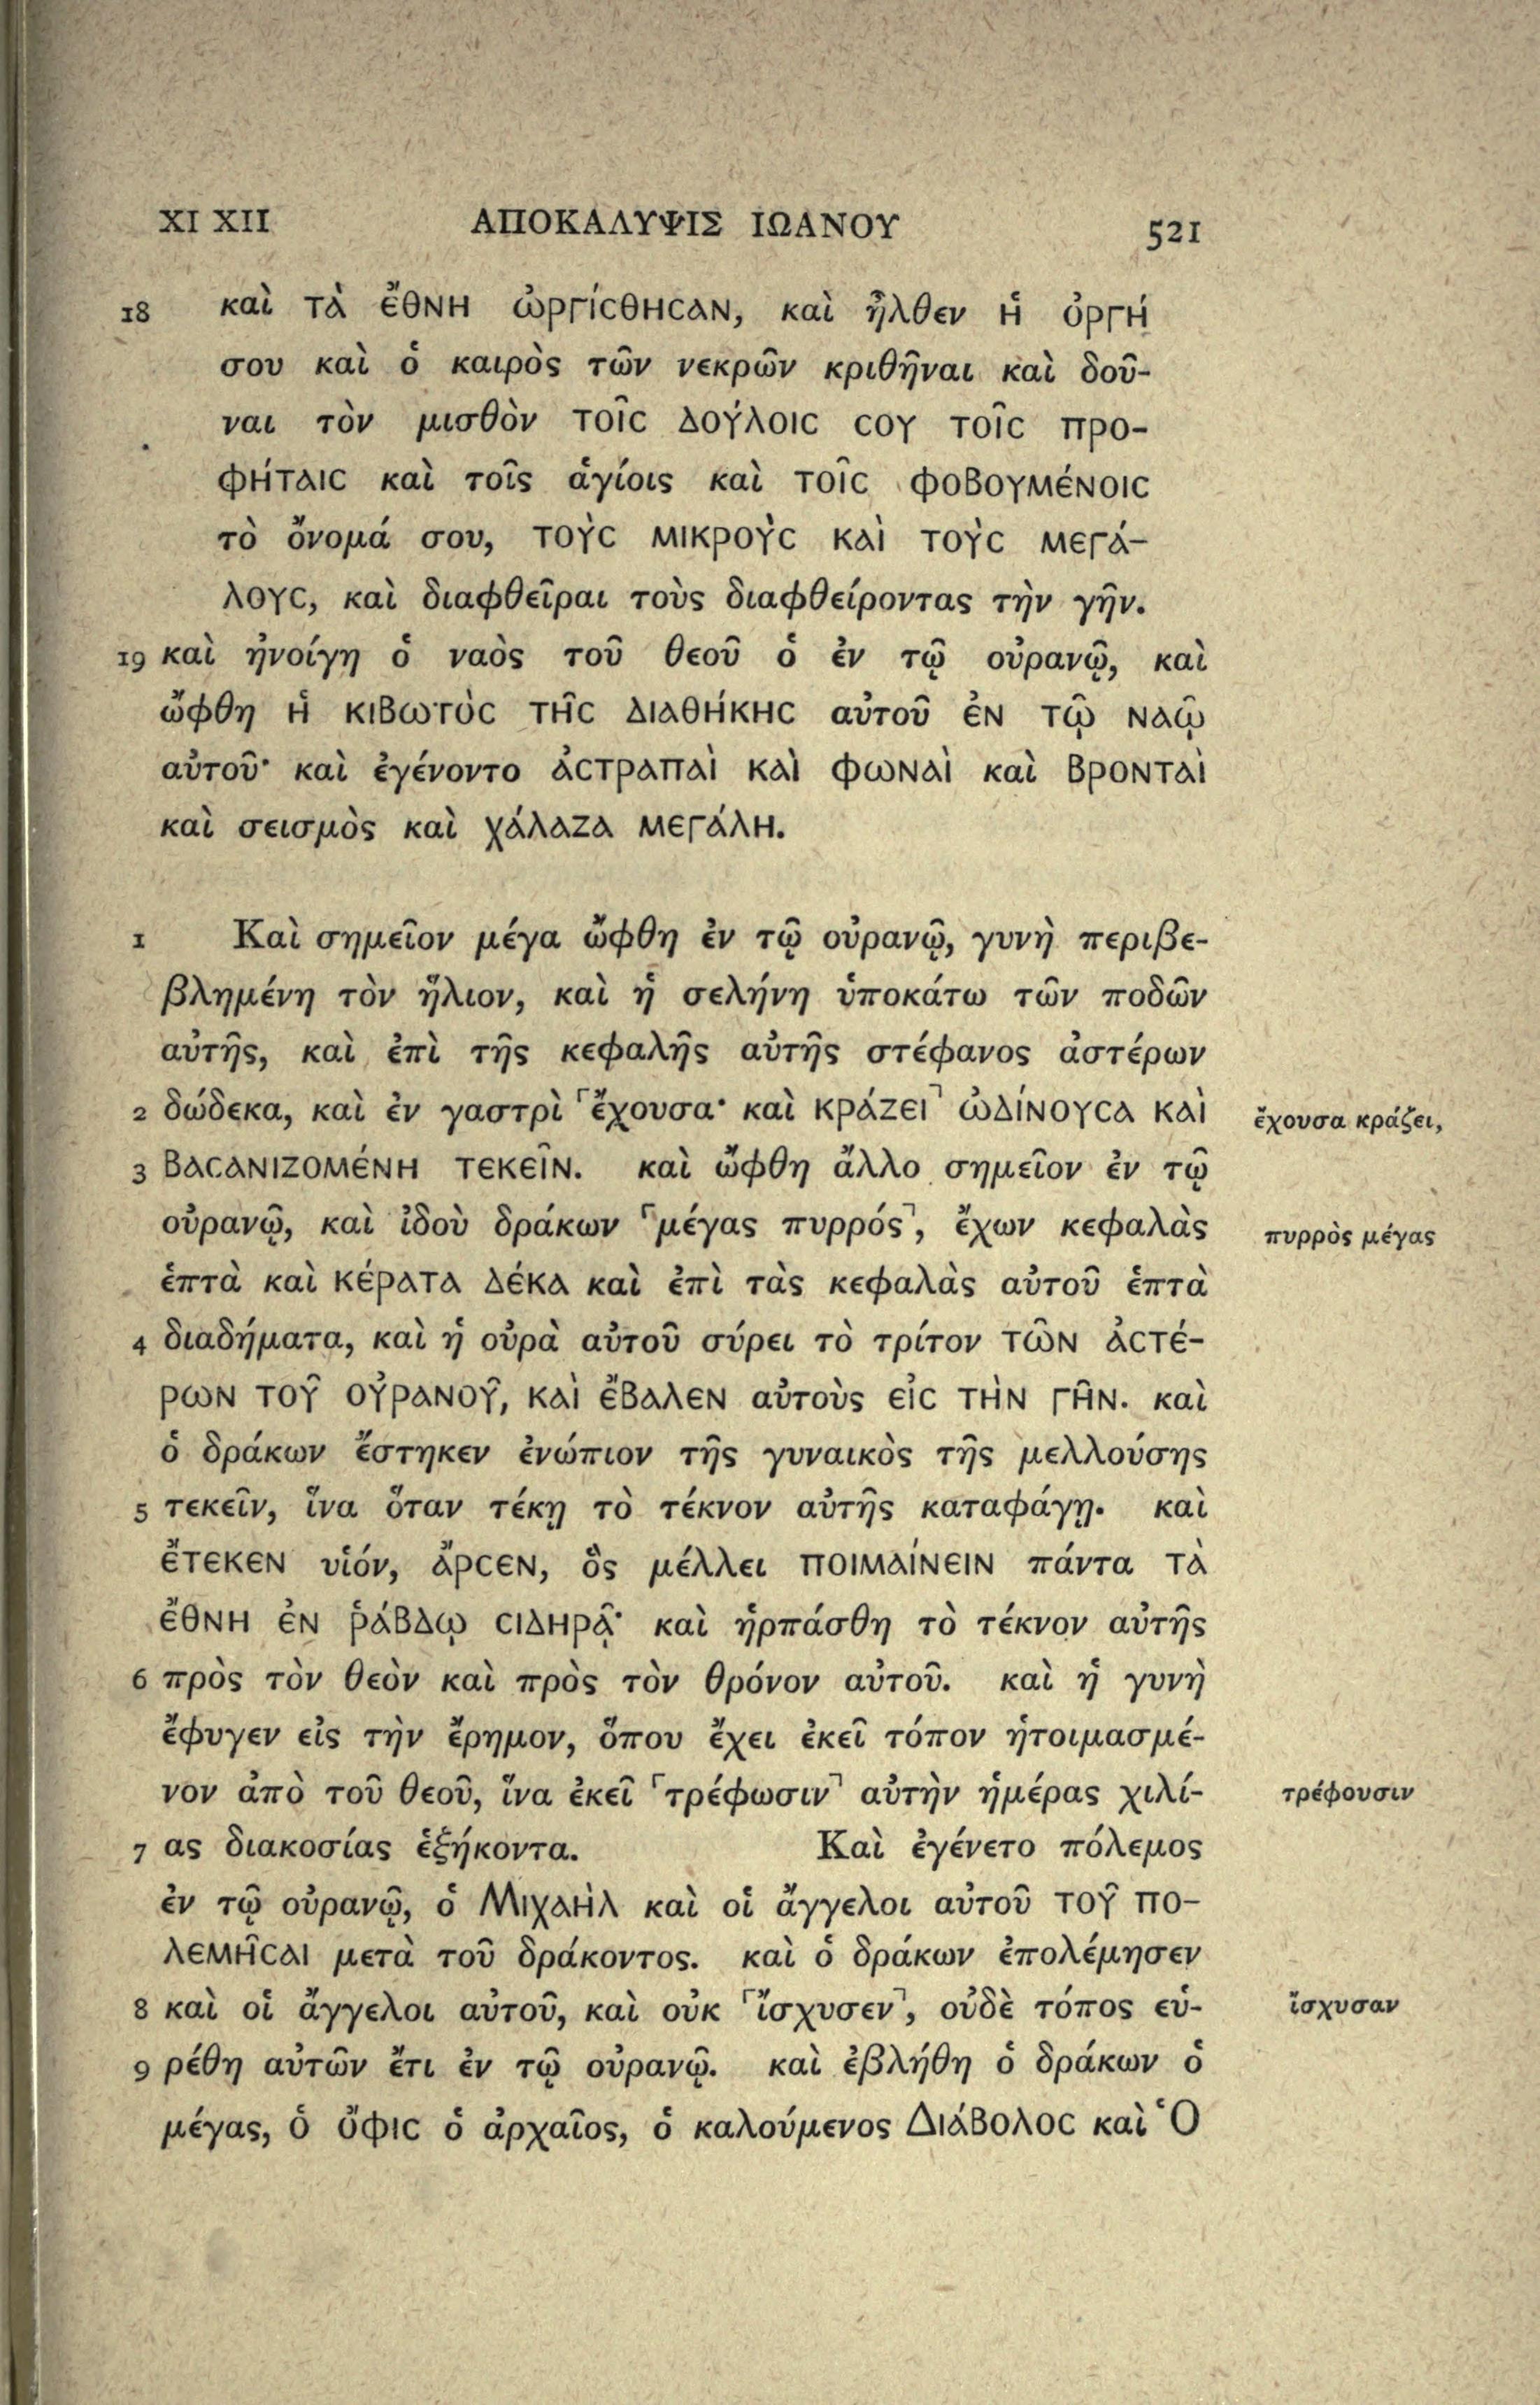 XI XII ΑΠΟΚΑΛΥΨΙΣ ΙΩΑΝΟΥ 521
18 καὶ τὰ ἔθνη ὠργίσθησαν, καὶ ἦλθεν ἡ ὀργή
σου καὶ ὁ καιρὸς τῶν νεκρῶν κριθῆναι καὶ δοῦ-
ναι τὸν μισθὸν τοῖς δούλοις σου τοῖς προ-
φήταις καὶ τοῖς ἁγίοις καὶ τοῖς φοβουμένοις
τὸ ὄνομά σου, τοὺς μικροὺς καὶ τοὺς μεγά-
λους, καὶ διαφθεῖραι τοὺς διαφθείροντας τὴν γῆν.
19 καὶ ἠνοίγη ὁ ναὸς τοῦ θεοῦ ὁ ἐν τῷ οὐρανῷ, καὶ
ὤφθη ἡ κιβωτὸς τῆς διαθήκης αὐτοῦ ἐν τῷ ναῷ
αὐτοῦ· καὶ ἐγένοντο ἀστραπαὶ καὶ φωναὶ καὶ βρονταὶ
καὶ σεισμὸς καὶ χάλαζα μεγάλη.
1 Καὶ σημεῖον μέγα ὤφθη ἐν τῷ οὐρανῷ, γυνὴ περιβε-
βλημένη τὸν ἥλιον, καὶ ἡ σελήνη ὑποκάτω τῶν ποδῶν
αὐτῆς, καὶ ἐπὶ τῆς κεφαλῆς αὐτῆς στέφανος ἀστέρων
2 δώδεκα, καὶ ἐν γαστρὶ ⌜ἔχουσα· καὶ κράζει⌝ ὠδίνουσα καὶ ἔχουσα κράζει,
3 βασανιζομένη τεκεῖν. καὶ ὤφθη ἄλλο σημεῖον ἐν τῷ
οὐρανῷ, καὶ ἰδοὺ δράκων ⌜μέγας πυρρός⌝, ἔχων κεφαλὰς πυρρὸς μέγας
ἑπτὰ καὶ κέρατα δέκα καὶ ἐπὶ τὰς κεφαλὰς αὐτοῦ ἑπτὰ
4 διαδήματα, καὶ ἡ οὐρὰ αὐτοῦ σύρει τὸ τρίτον τῶν ἀστέ-
ρων τοῦ οὐρανοῦ, καὶ ἔβαλεν αὐτοὺς εἰς τὴν γῆν. καὶ
ὁ δράκων ἕστηκεν ἐνώπιον τῆς γυναικὸς τῆς μελλούσης
5 τεκεῖν, ἵνα ὅταν τέκῃ τὸ τέκνον αὐτῆς καταφάγῃ. καὶ
ἔτεκεν υἱόν, ἄρσεν, ὃς μέλλει ποιμαίνειν πάντα τὰ
ἔθνη ἐν ῥάβδῳ σιδηρᾷ· καὶ ἡρπάσθη τὸ τέκνον αὐτῆς
6 πρὸς τὸν θεὸν καὶ πρὸς τὸν θρόνον αὐτοῦ. καὶ ἡ γυνὴ
ἔφυγεν εἰς τὴν ἔρημον, ὅπου ἔχει ἐκεῖ τόπον ἡτοιμασμέ-
νον ἀπὸ τοῦ θεοῦ, ἵνα ἐκεῖ ⌜τρέφωσιν⌝ αὐτὴν ἡμέρας χιλί- τρέφουσιν
7 ας διακοσίας ἑξήκοντα. Καὶ ἐγένετο πόλεμος
ἐν τῷ οὐρανῷ, ὁ Μιχαὴλ καὶ οἱ ἄγγελοι αὐτοῦ τοῦ πο-
λεμῆσαι μετὰ τοῦ δράκοντος. καὶ ὁ δράκων ἐπολέμησεν
8 καὶ οἱ ἄγγελοι αὐτοῦ, καὶ οὐκ ⌜ἴσχυσεν⌝, οὐδὲ τόπος εὑ- ἴσχυσαν
9 ρέθη αὐτῶν ἔτι ἐν τῷ οὐρανῷ. καὶ ἐβλήθη ὁ δράκων ὁ
μέγας, ὁ ὄφις ὁ ἀρχαῖος, ὁ καλούμενος Διάβολος καὶ Ὁ